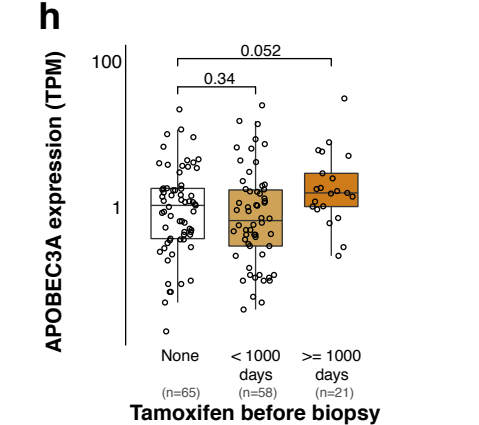 h
APOBEC3A expression (TPM)
100
1
0.052
0.34
None
< 1000 days
>= 1000 days
(n=65)
(n=58)
(n=21)
Tamoxifen before biopsy